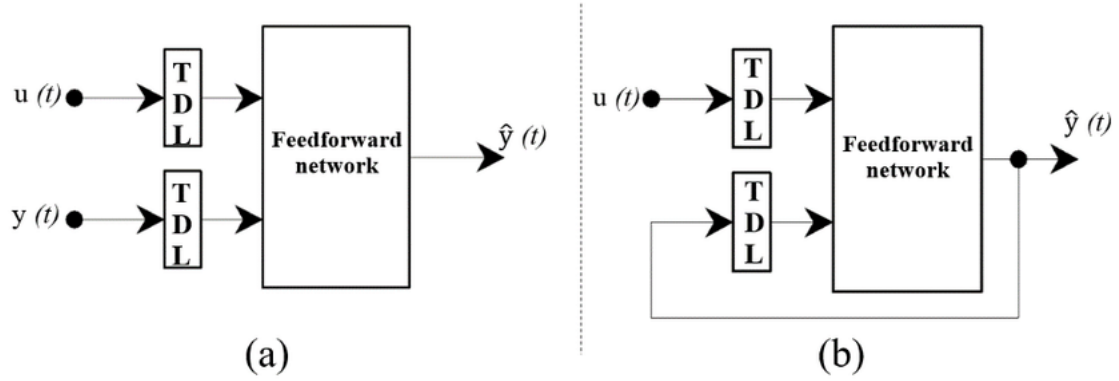 u (t)
T
D
L
Feedforward
network
ŷ (t)
y (t)
T
D
L
(a)
u (t)
T
D
L
Feedforward
network
ŷ (t)
T
D
L
(b)